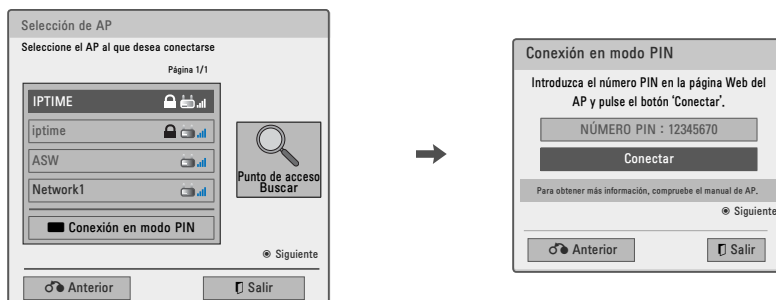 Selección de AP
Seleccione el AP al que desea conectarse
Página 1/1
IPTIME
iptime
ASW
Network1
Conexión en modo PIN
Punto de acceso
Buscar
◉ Siguiente
Anterior
Salir
Conexión en modo PIN
Introduzca el número PIN en la página Web del
AP y pulse el botón ‘Conectar’.
NÚMERO PIN : 12345670
Conectar
Para obtener más información, compruebe el manual de AP.
◉ Siguiente
Anterior
Salir